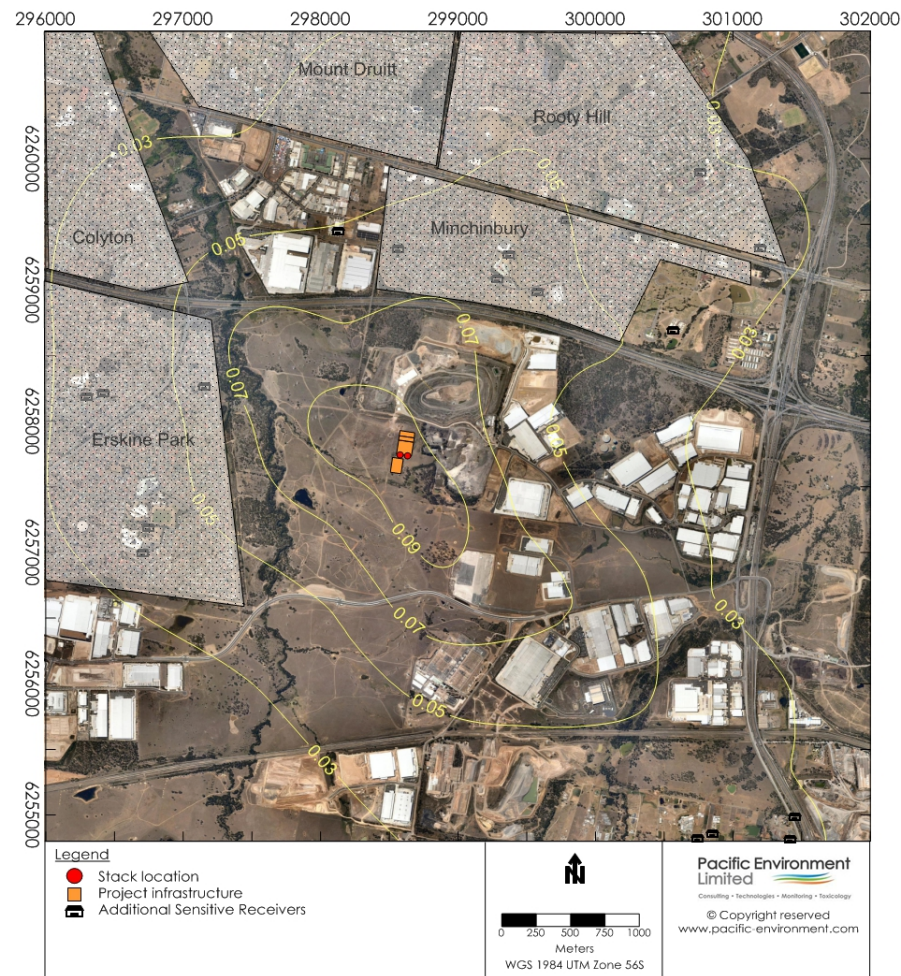 296000 297000 298000 299000 300000 301000 302000
6260000
6259000
6258000
6257000
6256000
6255000
Mount Druitt
Rooty Hill
Colyton
Minchinbury
Erskine Park
0.03
0.03
0.05
0.05
0.07
0.07
0.03
0.05
0.05
0.09
0.07
0.03
0.05
0.03
Legend
Stack location
Project infrastructure
Additional Sensitive Receivers
N
0 250 500 750 1000
Meters
WGS 1984 UTM Zone 56S
Pacific Environment
Limited
Consulting • Technologies • Monitoring • Toxicology
© Copyright reserved
www.pacific-environment.com